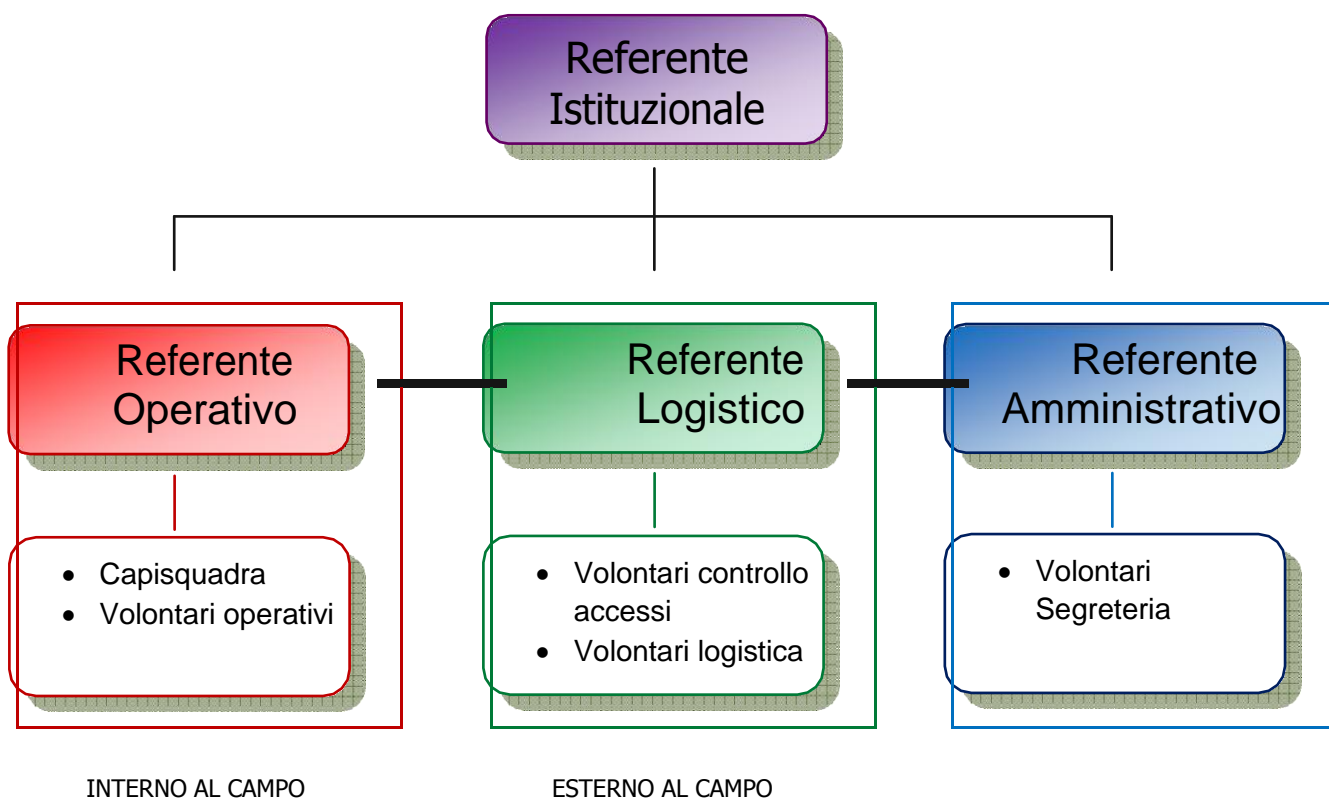 Referente
Istituzionale
Referente
Operativo
Referente
Logistico
Referente
Amministrativo
• Capisquadra
• Volontari operativi
• Volontari controllo
accessi
• Volontari logistica
• Volontari
Segreteria
INTERNO AL CAMPO
ESTERNO AL CAMPO